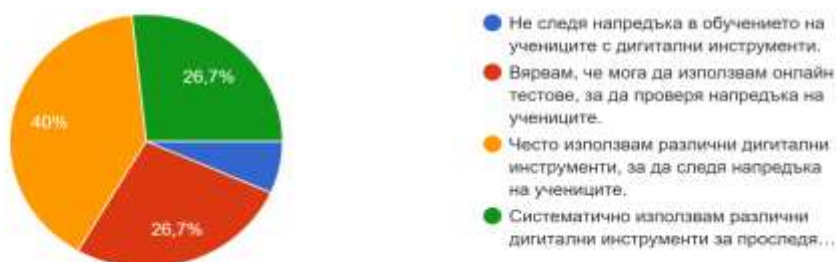 26,7%
40%
26,7%
Не следя напредъка в обучението на
учениците с дигитални инструменти.
Вярвам, че мога да използвам онлайн
тестове, за да проверя напредъка на
учениците.
Често използвам различни дигитални
инструменти, за да следя напредъка
на учениците.
Систематично използвам различни
дигитални инструменти за проследя...